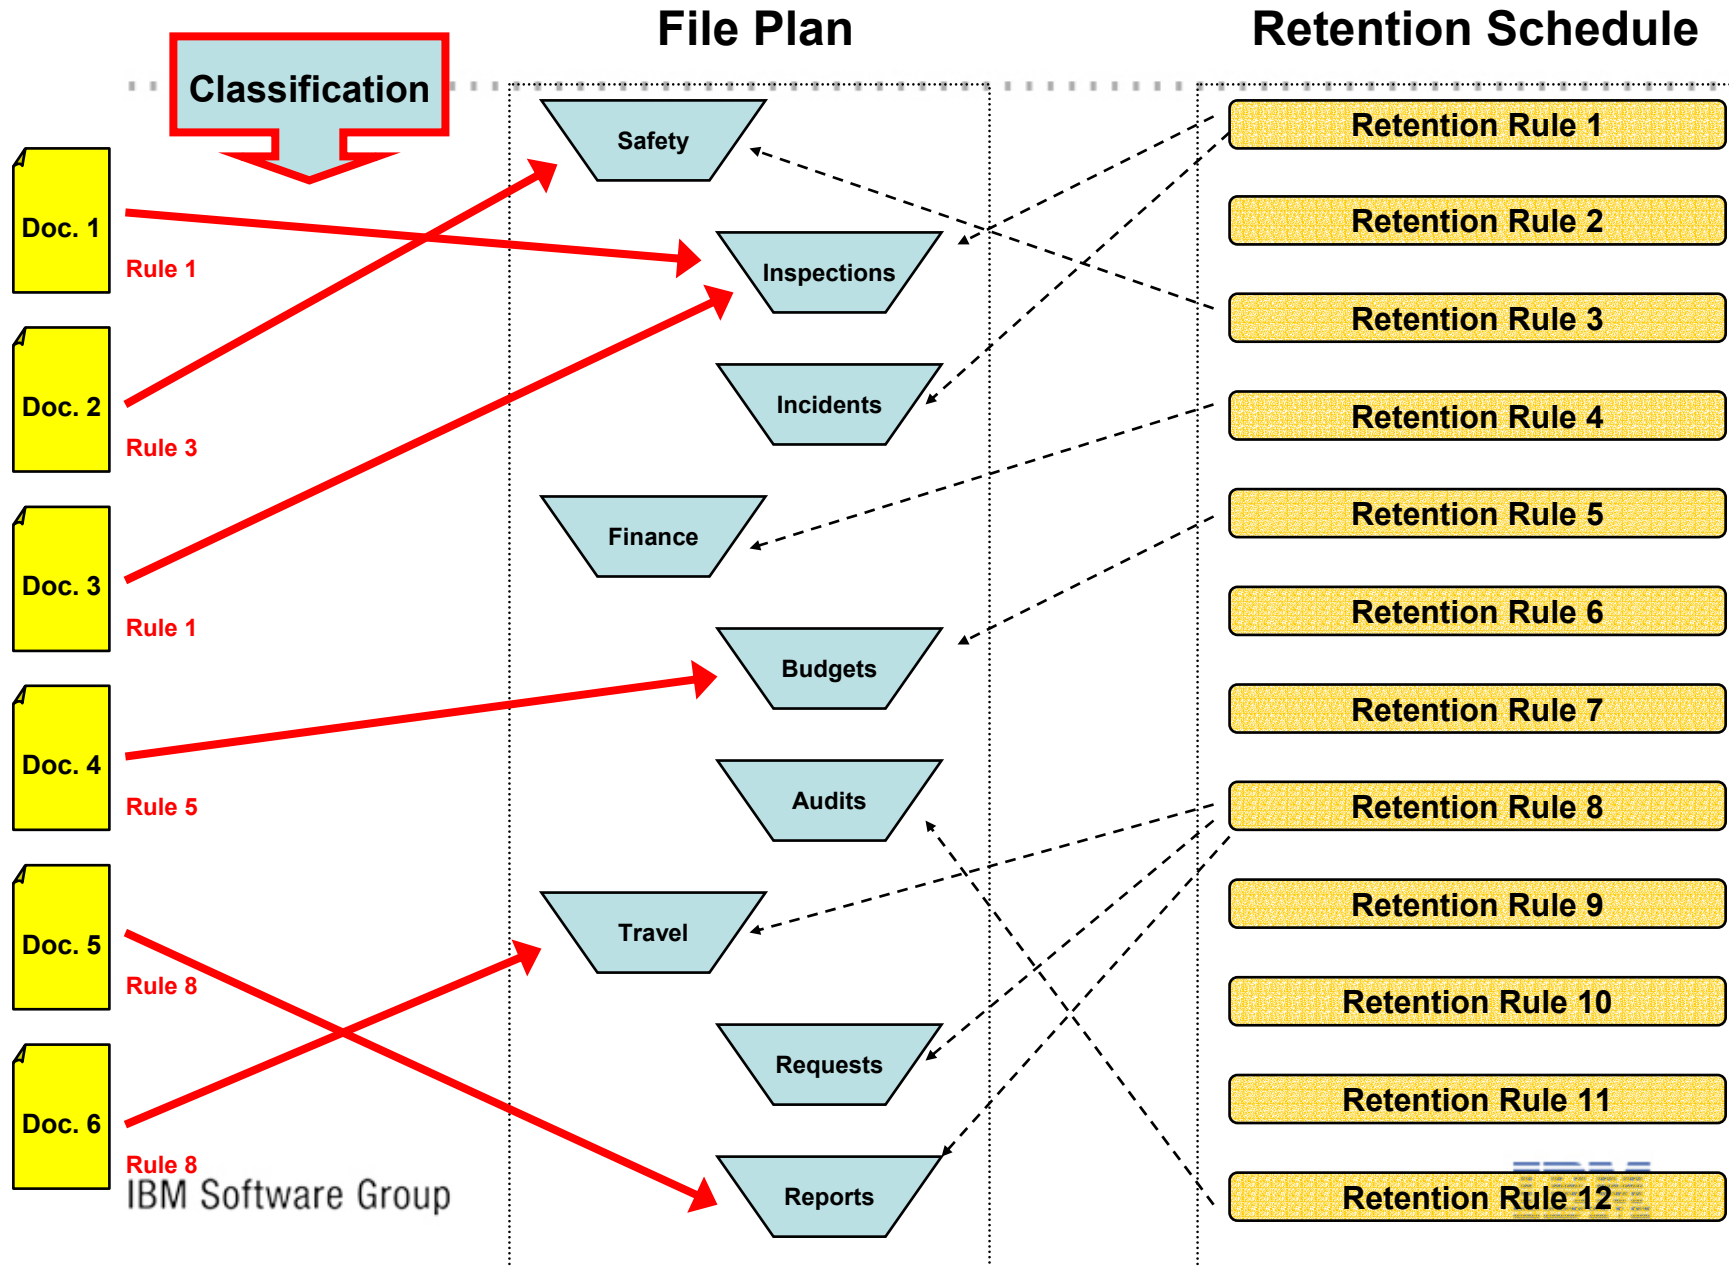 File Plan
Retention Schedule
Classification
Doc. 1
Rule 1
Doc. 2
Rule 3
Doc. 3
Rule 1
Doc. 4
Rule 5
Doc. 5
Rule 8
Doc. 6
Rule 8
Safety
Inspections
Incidents
Finance
Budgets
Audits
Travel
Requests
Reports
Retention Rule 1
Retention Rule 2
Retention Rule 3
Retention Rule 4
Retention Rule 5
Retention Rule 6
Retention Rule 7
Retention Rule 8
Retention Rule 9
Retention Rule 10
Retention Rule 11
Retention Rule 12
IBM Software Group
IBM